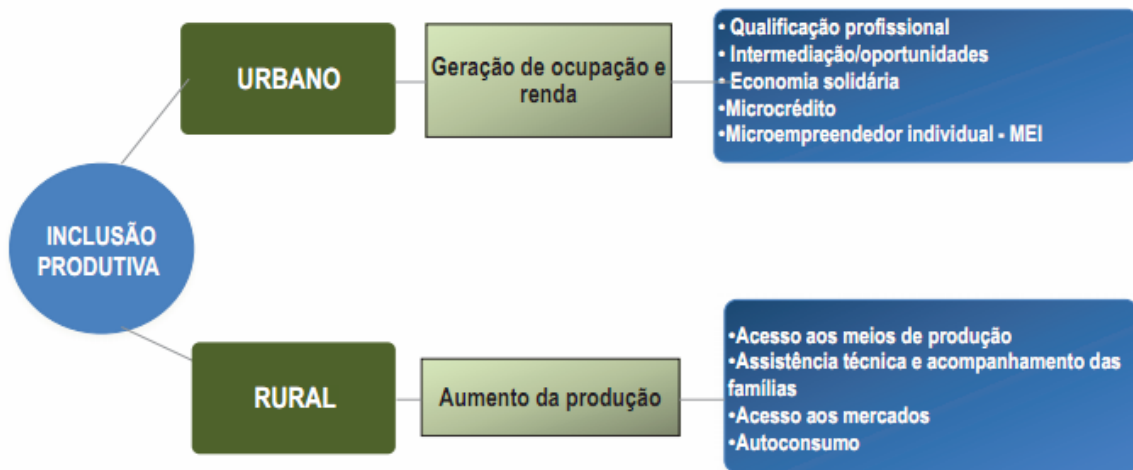 INCLUSÃO
PRODUTIVA
URBANO
Geração de ocupação e
renda
• Qualificação profissional
• Intermediação/oportunidades
• Economia solidária
•Microcrédito
•Microempreendedor individual - MEI
RURAL
Aumento da produção
•Acesso aos meios de produção
•Assistência técnica e acompanhamento das
famílias
•Acesso aos mercados
•Autoconsumo